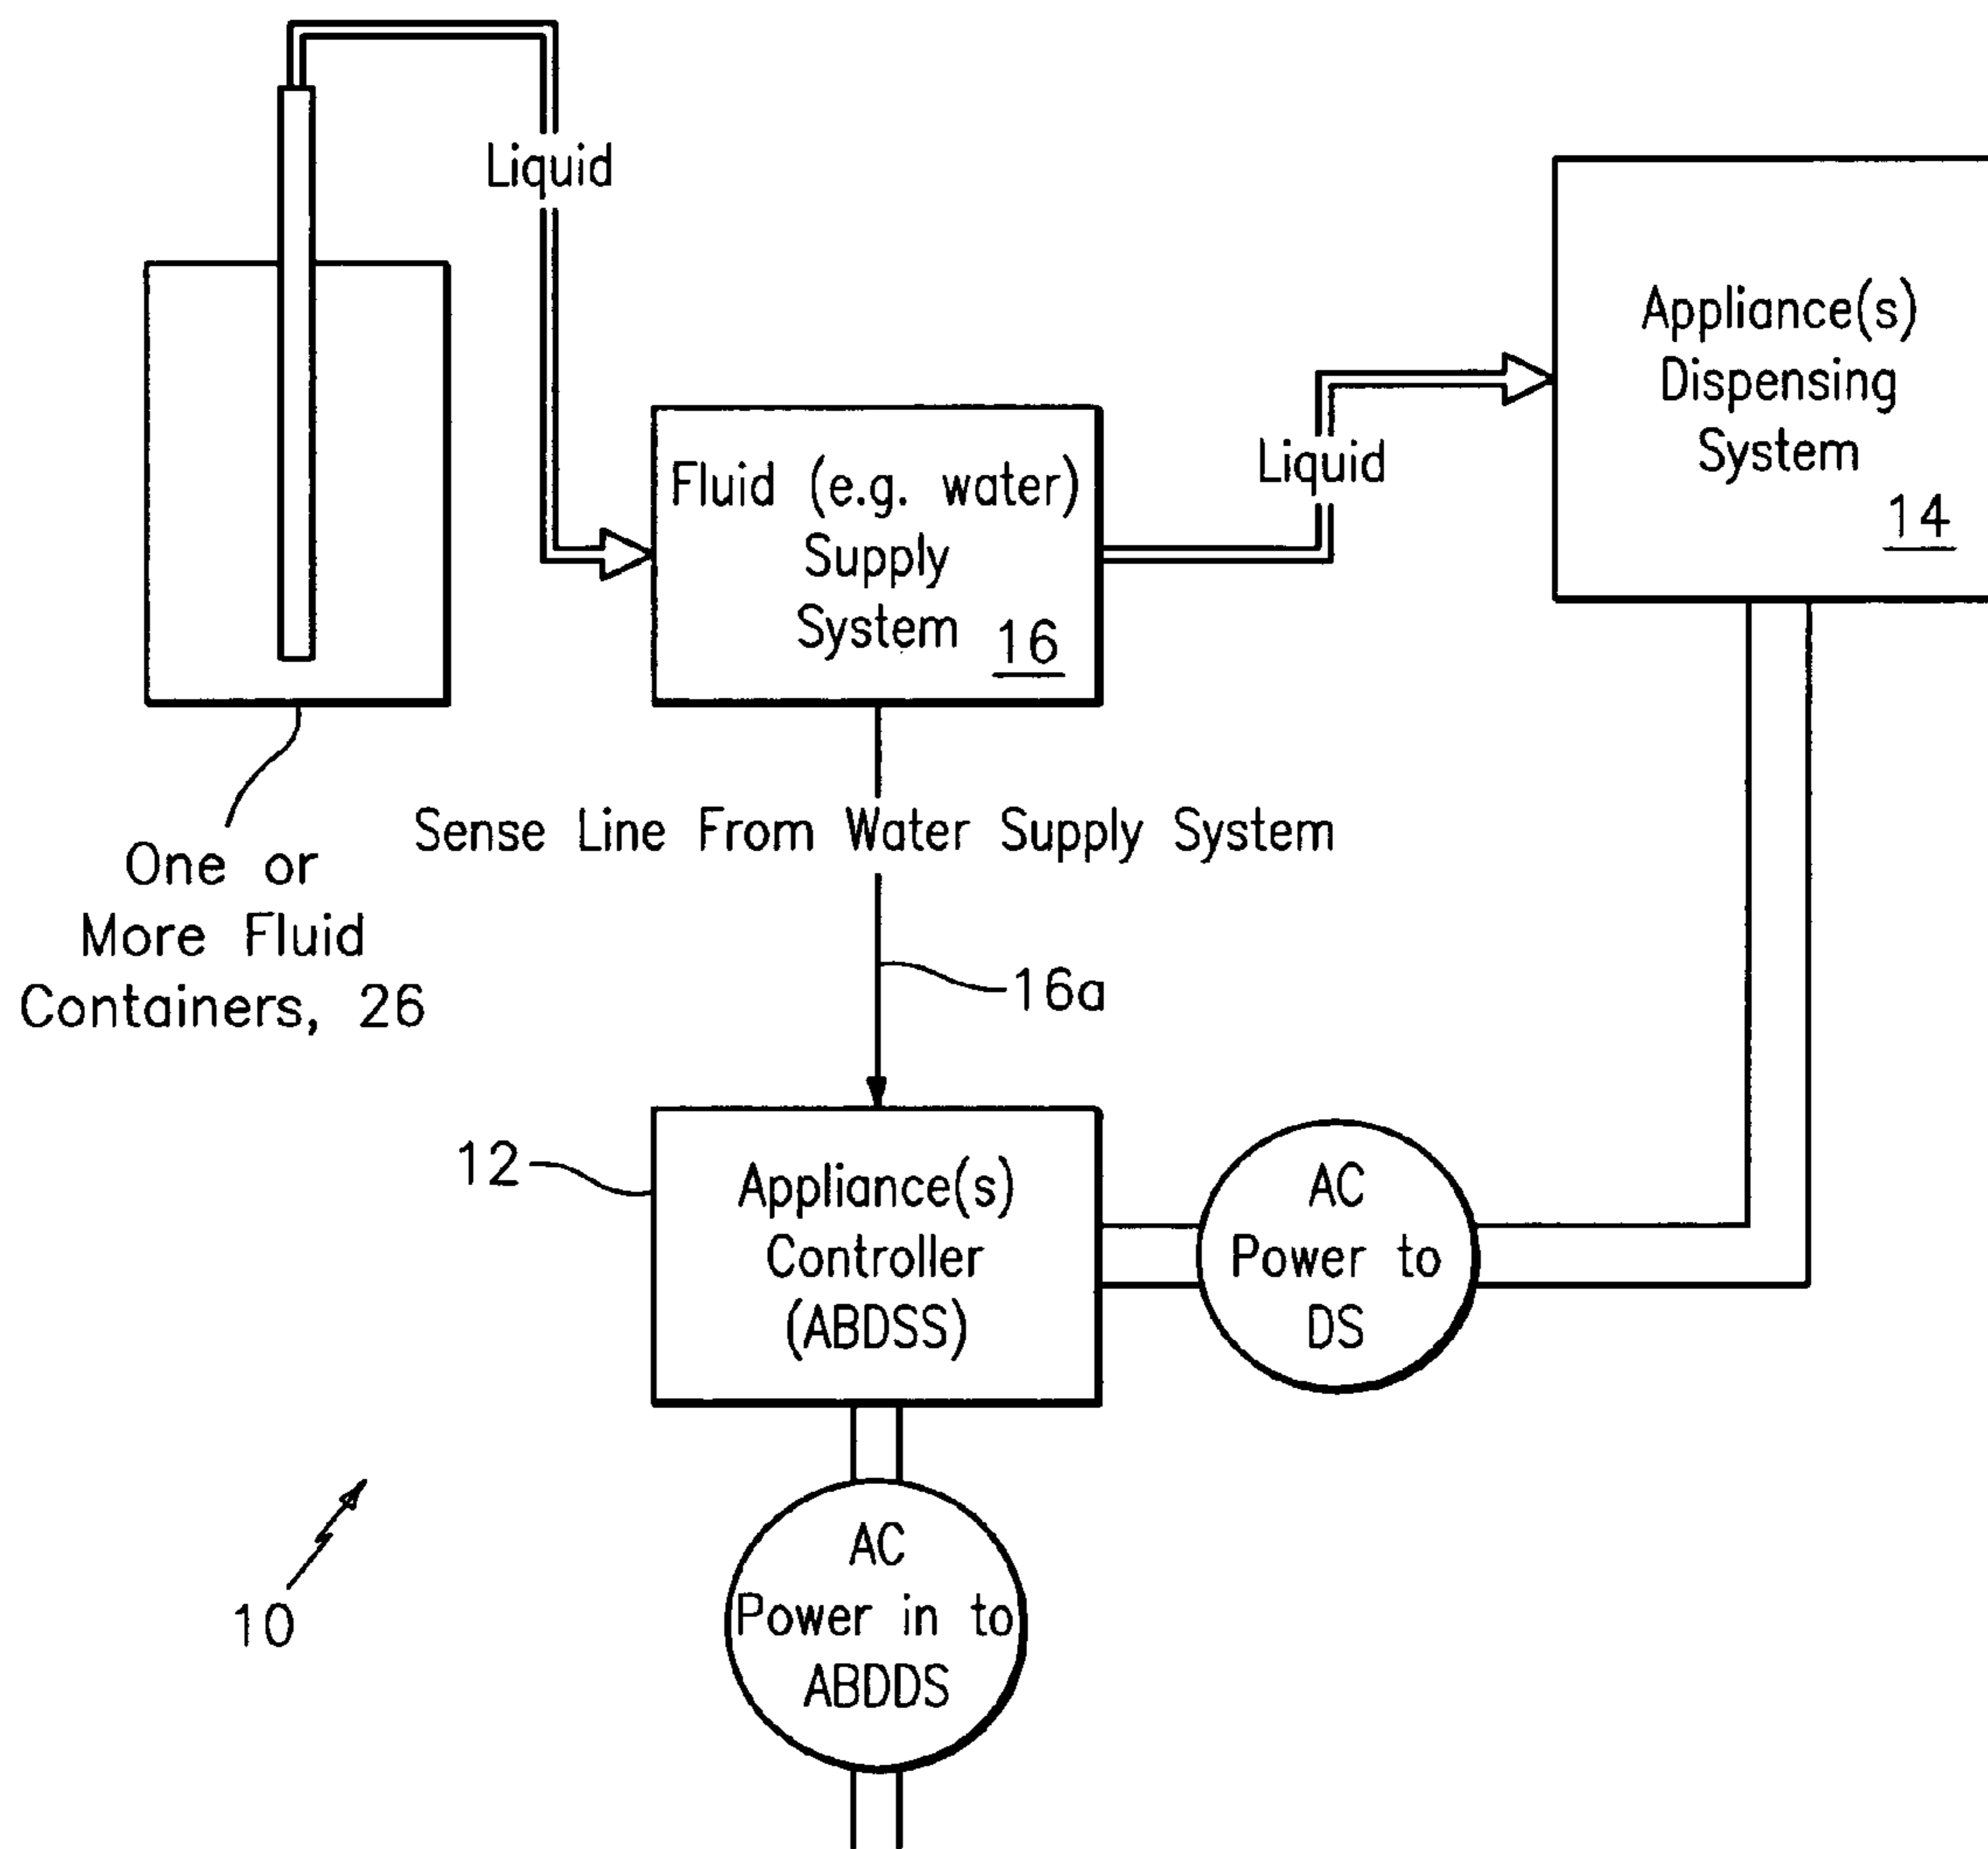 Liquid
Appliance(s)
Dispensing
System
14
Fluid (e.g. water)
Supply
System
16
Liquid
One or
More Fluid
Containers, 26
Sense Line From Water Supply System
16a
12
Appliance(s)
Controller
(ABDSS)
AC
Power to
DS
AC
Power in to
ABDDS
10